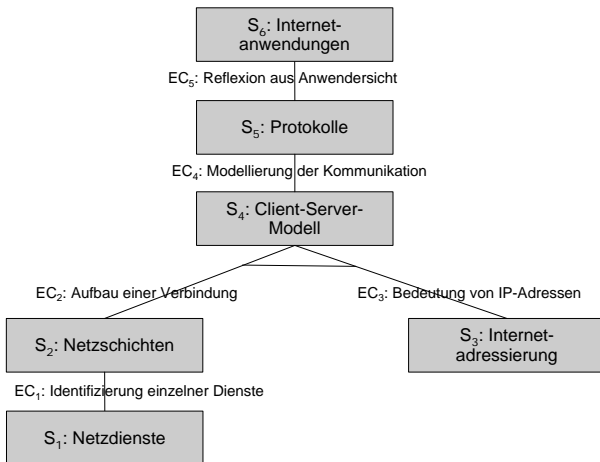 S₆: Internet-
anwendungen
EC₅: Reflexion aus Anwendersicht
S₅: Protokolle
EC₄: Modellierung der Kommunikation
S₄: Client-Server-
Modell
EC₂: Aufbau einer Verbindung
EC₃: Bedeutung von IP-Adressen
S₂: Netzschichten
S₃: Internet-
adressierung
EC₁: Identifizierung einzelner Dienste
S₁: Netzdienste